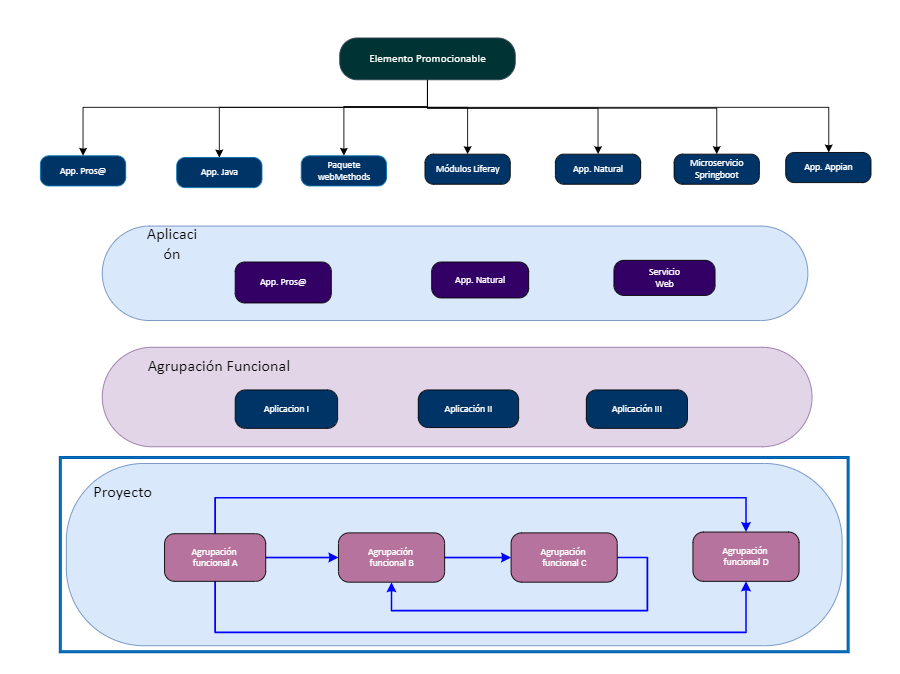 Elemento Promocionable
App. Pros@
App. Java
Paquete
webMethods
Módulos Liferay
App. Natural
Microservicio
Springboot
App. Appian
Aplicaci
ón
App. Pros@
App. Natural
Servicio
Web
Agrupación Funcional
Aplicacion I
Aplicación II
Aplicación III
Proyecto
Agrupación
funcional A
Agrupación
funcional B
Agrupación
funcional C
Agrupación
funcional D